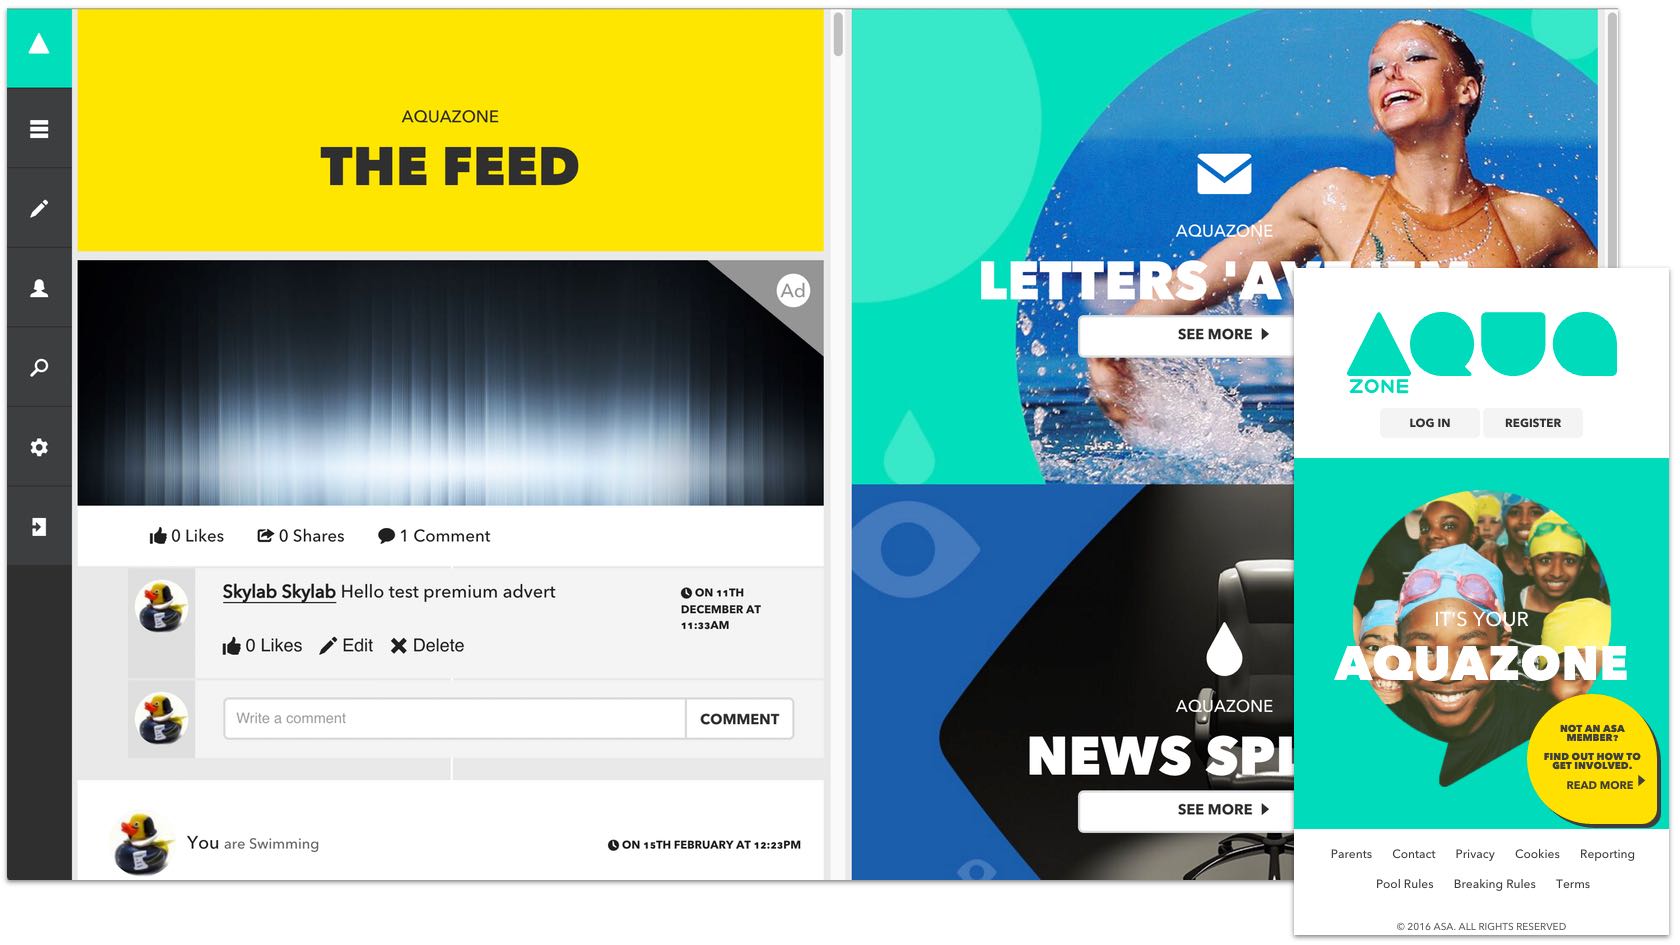 AQUAZONE
THE FEED
Ad
0 Likes 0 Shares 1 Comment
Skylab Skylab Hello test premium advert
ON 11TH
DECEMBER AT
11:33AM
0 Likes Edit Delete
Write a comment COMMENT
You are Swimming ON 15TH FEBRUARY AT 12:23PM
AQUAZONE
LETTERS
SEE MORE
AQUAZONE
NEWS
SEE MORE
AQUA
ZONE
LOG IN REGISTER
IT'S YOUR
AQUAZONE
NOT AN ASA
MEMBER?
FIND OUT HOW TO
GET INVOLVED.
READ MORE
Parents Contact Privacy Cookies Reporting
Pool Rules Breaking Rules Terms
© 2016 ASA. ALL RIGHTS RESERVED